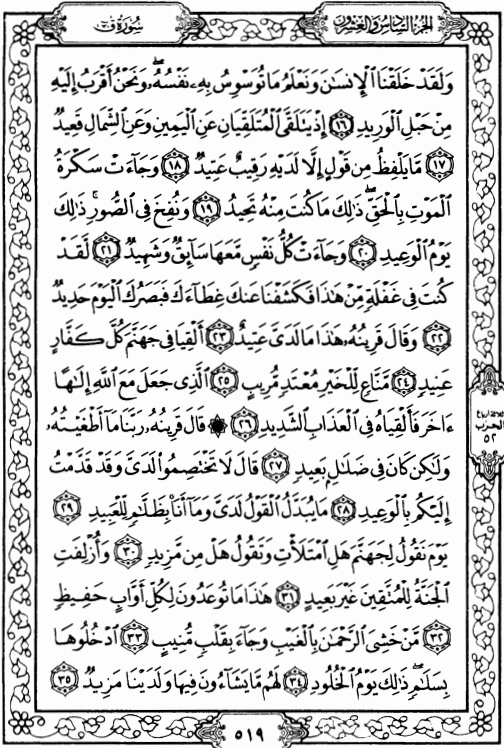 الجزء السادس والعشرون
سورة ق
وَلَقَدْ خَلَقْنَا ٱلْإِنسَٰنَ وَنَعْلَمُ مَا تُوَسْوِسُ بِهِۦ نَفْسُهُۥ ۖ وَنَحْنُ أَقْرَبُ إِلَيْهِ
مِنْ حَبْلِ ٱلْوَرِيدِ ١٦ إِذْ يَتَلَقَّى ٱلْمُتَلَقِّيَانِ عَنِ ٱلْيَمِينِ وَعَنِ ٱلشِّمَالِ قَعِيدٌ
١٧ مَّا يَلْفِظُ مِن قَوْلٍ إِلَّا لَدَيْهِ رَقِيبٌ عَتِيدٌ ١٨ وَجَآءَتْ سَكْرَةُ
ٱلْمَوْتِ بِٱلْحَقِّ ۖ ذَٰلِكَ مَا كُنتَ مِنْهُ تَحِيدُ ١٩ وَنُفِخَ فِى ٱلصُّورِ ۚ ذَٰلِكَ
يَوْمُ ٱلْوَعِيدِ ٢٠ وَجَآءَتْ كُلُّ نَفْسٍ مَّعَهَا سَآئِقٌ وَشَهِيدٌ ٢١ لَّقَدْ
كُنتَ فِى غَفْلَةٍ مِّنْ هَٰذَا فَكَشَفْنَا عَنكَ غِطَآءَكَ فَبَصَرُكَ ٱلْيَوْمَ حَدِيدٌ
٢٢ وَقَالَ قَرِينُهُۥ هَٰذَا مَا لَدَىَّ عَتِيدٌ ٢٣ أَلْقِيَا فِى جَهَنَّمَ كُلَّ كَفَّارٍ
عَنِيدٍ ٢٤ مَّنَّاعٍ لِّلْخَيْرِ مُعْتَدٍ مُّرِيبٍ ٢٥ ٱلَّذِى جَعَلَ مَعَ ٱللَّهِ إِلَٰهًا
ءَاخَرَ فَأَلْقِيَاهُ فِى ٱلْعَذَابِ ٱلشَّدِيدِ ٢٦ ۞ قَالَ قَرِينُهُۥ رَبَّنَا مَآ أَطْغَيْتُهُۥ
وَلَٰكِن كَانَ فِى ضَلَٰلٍۭ بَعِيدٍ ٢٧ قَالَ لَا تَخْتَصِمُوا۟ لَدَىَّ وَقَدْ قَدَّمْتُ
إِلَيْكُم بِٱلْوَعِيدِ ٢٨ مَا يُبَدَّلُ ٱلْقَوْلُ لَدَىَّ وَمَآ أَنَا۠ بِظَلَّٰمٍ لِّلْعَبِيدِ ٢٩
يَوْمَ نَقُولُ لِجَهَنَّمَ هَلِ ٱمْتَلَأْتِ وَتَقُولُ هَلْ مِن مَّزِيدٍ ٣٠ وَأُزْلِفَتِ
ٱلْجَنَّةُ لِلْمُتَّقِينَ غَيْرَ بَعِيدٍ ٣١ هَٰذَا مَا تُوعَدُونَ لِكُلِّ أَوَّابٍ حَفِيظٍ
٣٢ مَّنْ خَشِىَ ٱلرَّحْمَٰنَ بِٱلْغَيْبِ وَجَآءَ بِقَلْبٍ مُّنِيبٍ ٣٣ ٱدْخُلُوهَا
بِسَلَٰمٍ ۖ ذَٰلِكَ يَوْمُ ٱلْخُلُودِ ٣٤ لَهُم مَّا يَشَآءُونَ فِيهَا وَلَدَيْنَا مَزِيدٌ ٣٥
ثلاثة أرباع
الحزب
٥٢
٥١٩